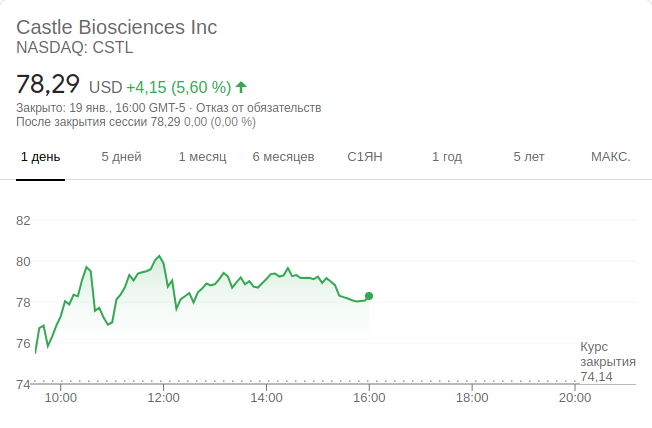 Castle Biosciences Inc
NASDAQ: CSTL
78,29 USD +4,15 (5,60 %)
Закрыто: 19 янв., 16:00 GMT-5 · Отказ от обязательств
После закрытия сессии 78,29 0,00 (0,00 %)
1 день 5 дней 1 месяц 6 месяцев С1ЯН 1 год 5 лет МАКС.
82
80
78
76
Курс
закрытия
74,14
74
10:00 12:00 14:00 16:00 18:00 20:00